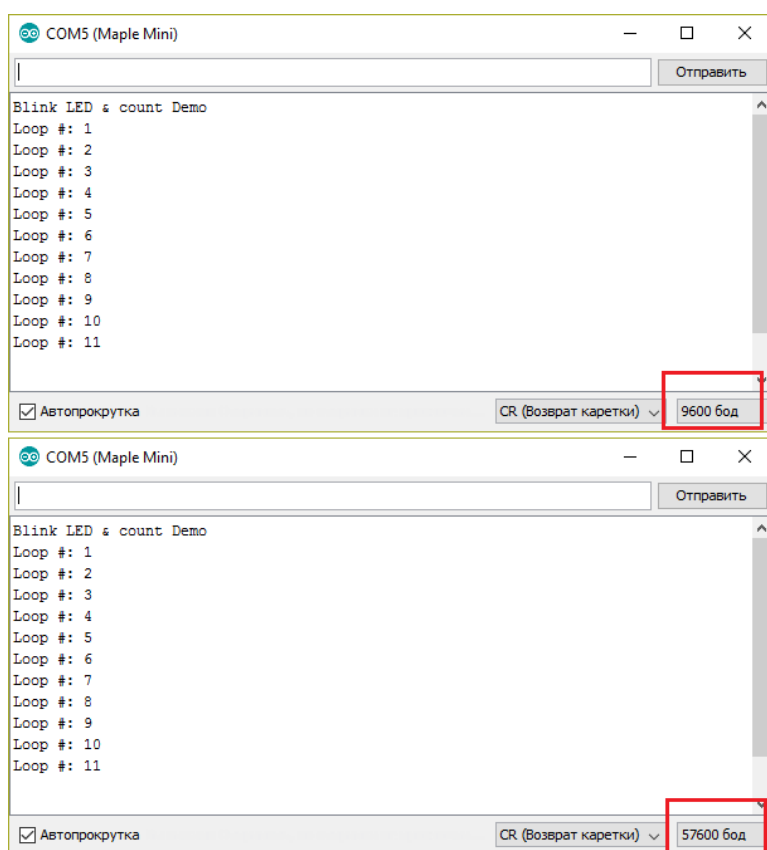 COM5 (Maple Mini)
Отправить
Blink LED & count Demo
Loop #: 1
Loop #: 2
Loop #: 3
Loop #: 4
Loop #: 5
Loop #: 6
Loop #: 7
Loop #: 8
Loop #: 9
Loop #: 10
Loop #: 11
Автопрокрутка CR (Возврат каретки) 9600 бод
COM5 (Maple Mini)
Отправить
Blink LED & count Demo
Loop #: 1
Loop #: 2
Loop #: 3
Loop #: 4
Loop #: 5
Loop #: 6
Loop #: 7
Loop #: 8
Loop #: 9
Loop #: 10
Loop #: 11
Автопрокрутка CR (Возврат каретки) 57600 бод